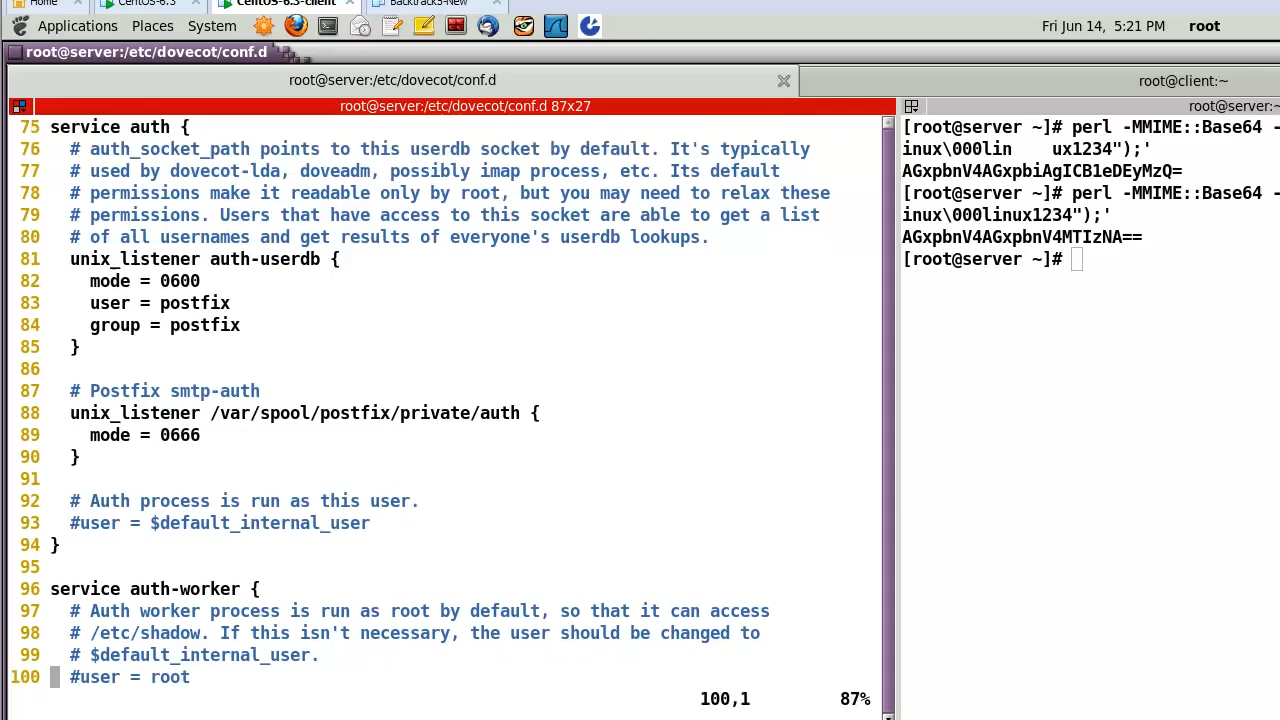 Home CentOS-6.3 CentOS-6.3-client Backtrack5-New
Applications Places System Fri Jun 14, 5:21 PM root
root@server:/etc/dovecot/conf.d
root@server:/etc/dovecot/conf.d root@client:~
root@server:/etc/dovecot/conf.d 87x27
75 service auth {
76 # auth_socket_path points to this userdb socket by default. It's typically
77 # used by dovecot-lda, doveadm, possibly imap process, etc. Its default
78 # permissions make it readable only by root, but you may need to relax these
79 # permissions. Users that have access to this socket are able to get a list
80 # of all usernames and get results of everyone's userdb lookups.
81 unix_listener auth-userdb {
82 mode = 0600
83 user = postfix
84 group = postfix
85 }
86
87 # Postfix smtp-auth
88 unix_listener /var/spool/postfix/private/auth {
89 mode = 0666
90 }
91
92 # Auth process is run as this user.
93 #user = $default_internal_user
94 }
95
96 service auth-worker {
97 # Auth worker process is run as root by default, so that it can access
98 # /etc/shadow. If this isn't necessary, the user should be changed to
99 # $default_internal_user.
100 #user = root
100,1 87%
root@server:~
[root@server ~]# perl -MMIME::Base64 -
inux\000lin ux1234");'
AGxpbnV4AGxpbiAgICB1eDEyMzQ=
[root@server ~]# perl -MMIME::Base64 -
inux\000linux1234");'
AGxpbnV4AGxpbnV4MTIzNA==
[root@server ~]#